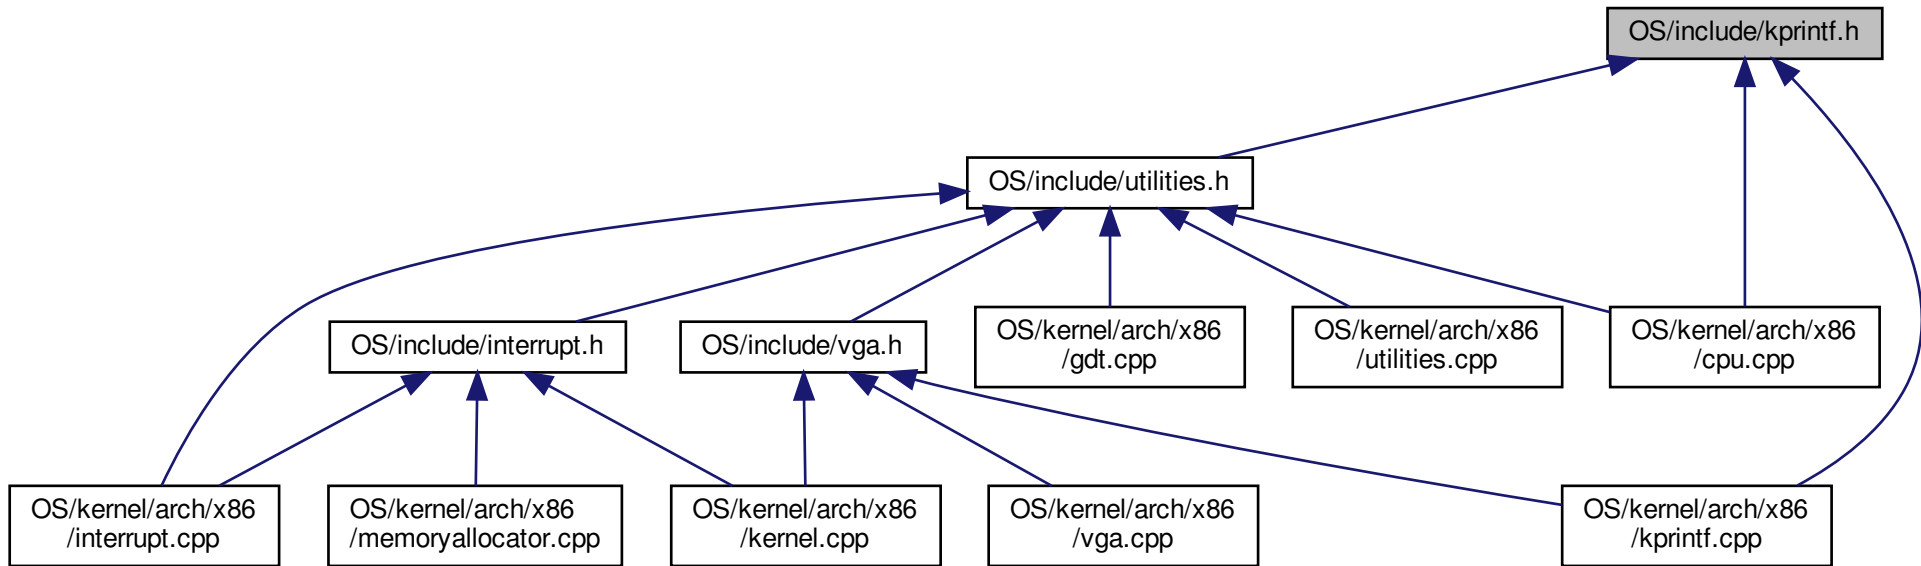 OS/include/kprintf.h
OS/include/utilities.h
OS/include/interrupt.h
OS/include/vga.h
OS/kernel/arch/x86
/gdt.cpp
OS/kernel/arch/x86
/utilities.cpp
OS/kernel/arch/x86
/cpu.cpp
OS/kernel/arch/x86
/interrupt.cpp
OS/kernel/arch/x86
/memoryallocator.cpp
OS/kernel/arch/x86
/kernel.cpp
OS/kernel/arch/x86
/vga.cpp
OS/kernel/arch/x86
/kprintf.cpp